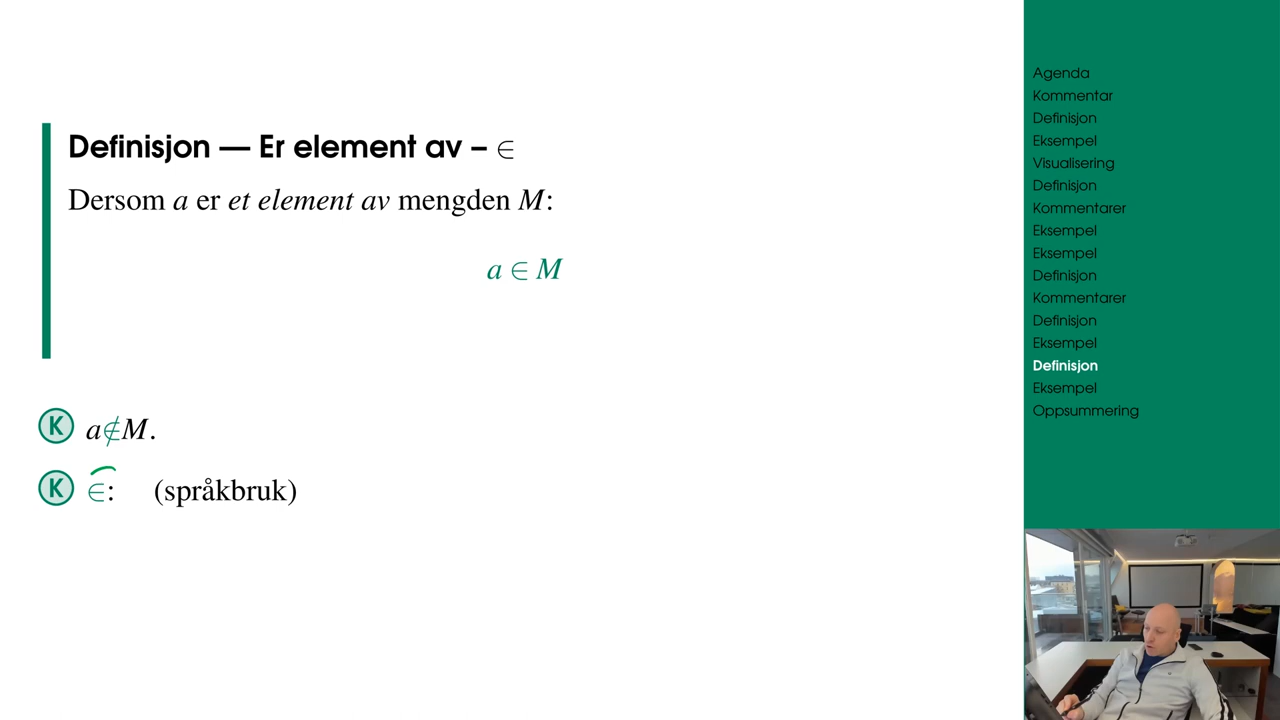 Definisjon — Er element av – ∈
Dersom a er et element av mengden M:
a ∈ M
K a∉M.
K ∈: (språkbruk)
Agenda
Kommentar
Definisjon
Eksempel
Visualisering
Definisjon
Kommentarer
Eksempel
Eksempel
Definisjon
Kommentarer
Definisjon
Eksempel
Definisjon
Eksempel
Oppsummering